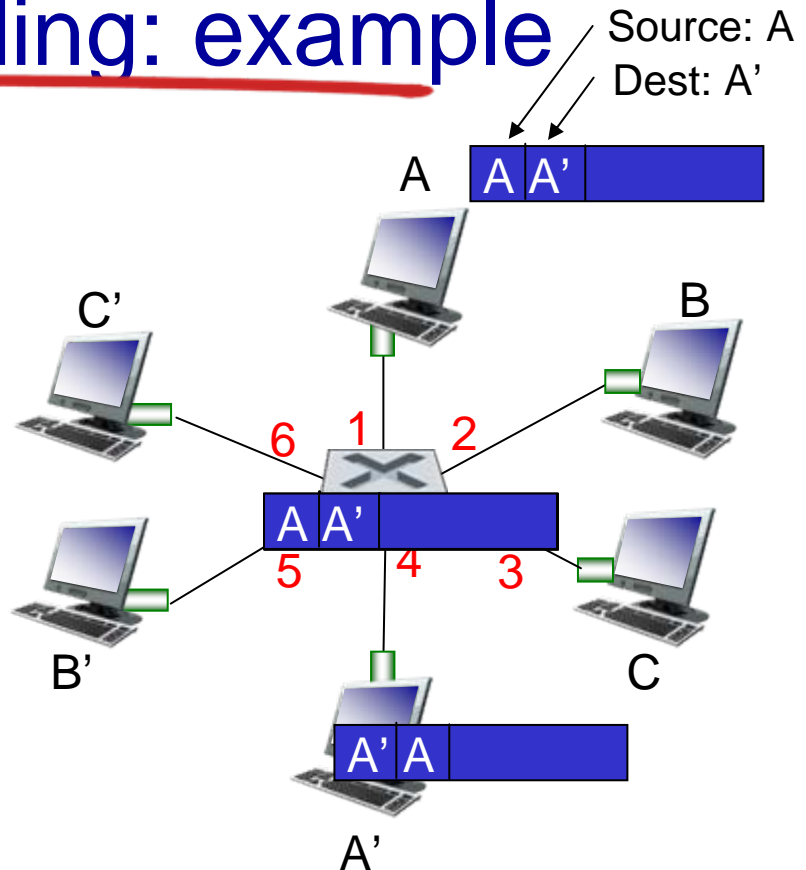 ling: example
Source: A
Dest: A’
A
A A’
C’
B
6
1
2
A A’
5
4
3
B’
C
A’ A
A’